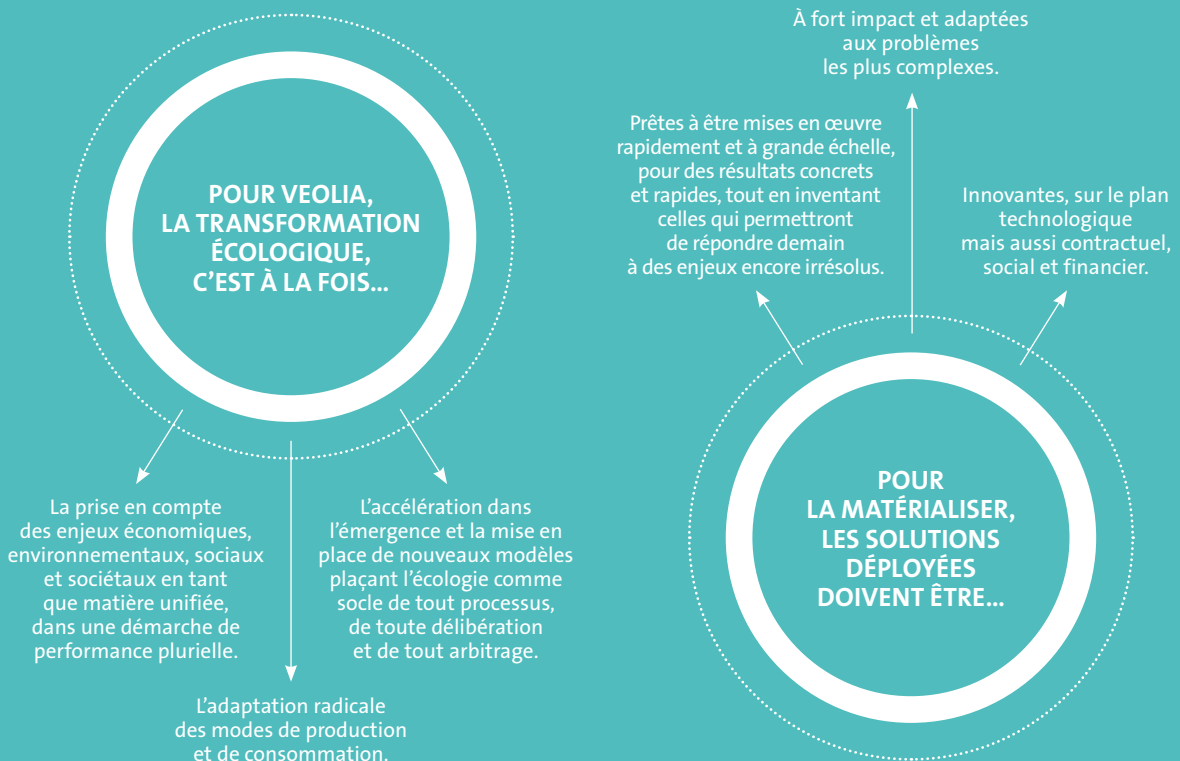 POUR VEOLIA,
LA TRANSFORMATION
ÉCOLOGIQUE,
C’EST À LA FOIS...
La prise en compte
des enjeux économiques,
environnementaux, sociaux
et sociétaux en tant
que matière unifiée,
dans une démarche de
performance plurielle.
L’adaptation radicale
des modes de production
et de consommation.
L’accélération dans
l’émergence et la mise en
place de nouveaux modèles
plaçant l’écologie comme
socle de tout processus,
de toute délibération
et de tout arbitrage.
POUR
LA MATÉRIALISER,
LES SOLUTIONS
DÉPLOYÉES
DOIVENT ÊTRE...
Prêtes à être mises en œuvre
rapidement et à grande échelle,
pour des résultats concrets
et rapides, tout en inventant
celles qui permettront
de répondre demain
à des enjeux encore irrésolus.
À fort impact et adaptées
aux problèmes
les plus complexes.
Innovantes, sur le plan
technologique
mais aussi contractuel,
social et financier.